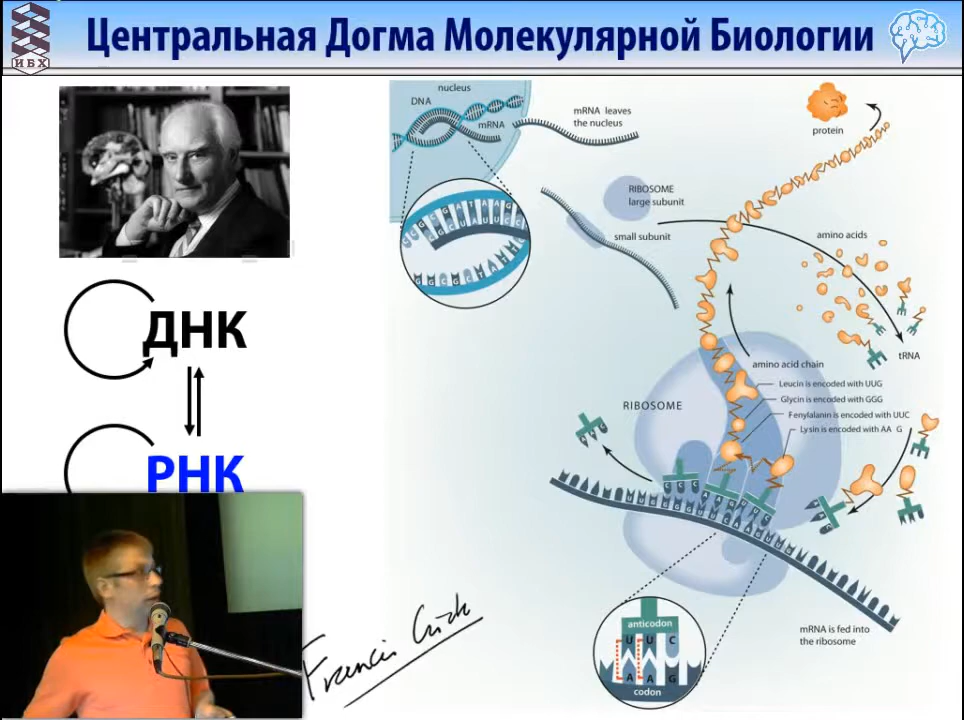 Центральная Догма Молекулярной Биологии
ИБХ
ДНК
РНК
Francis Crick
nucleus
DNA
mRNA
mRNA leaves
the nucleus
protein
RIBOSOME
large subunit
small subunit
amino acids
tRNA
amino acid chain
Leucin is encoded with UUG
Glycin is encoded with GGG
Fenylalanin is encoded with UUC
Lysin is encoded with AA G
RIBOSOME
mRNA is fed into
the ribosome
anticodon
U U C
A A G
codon